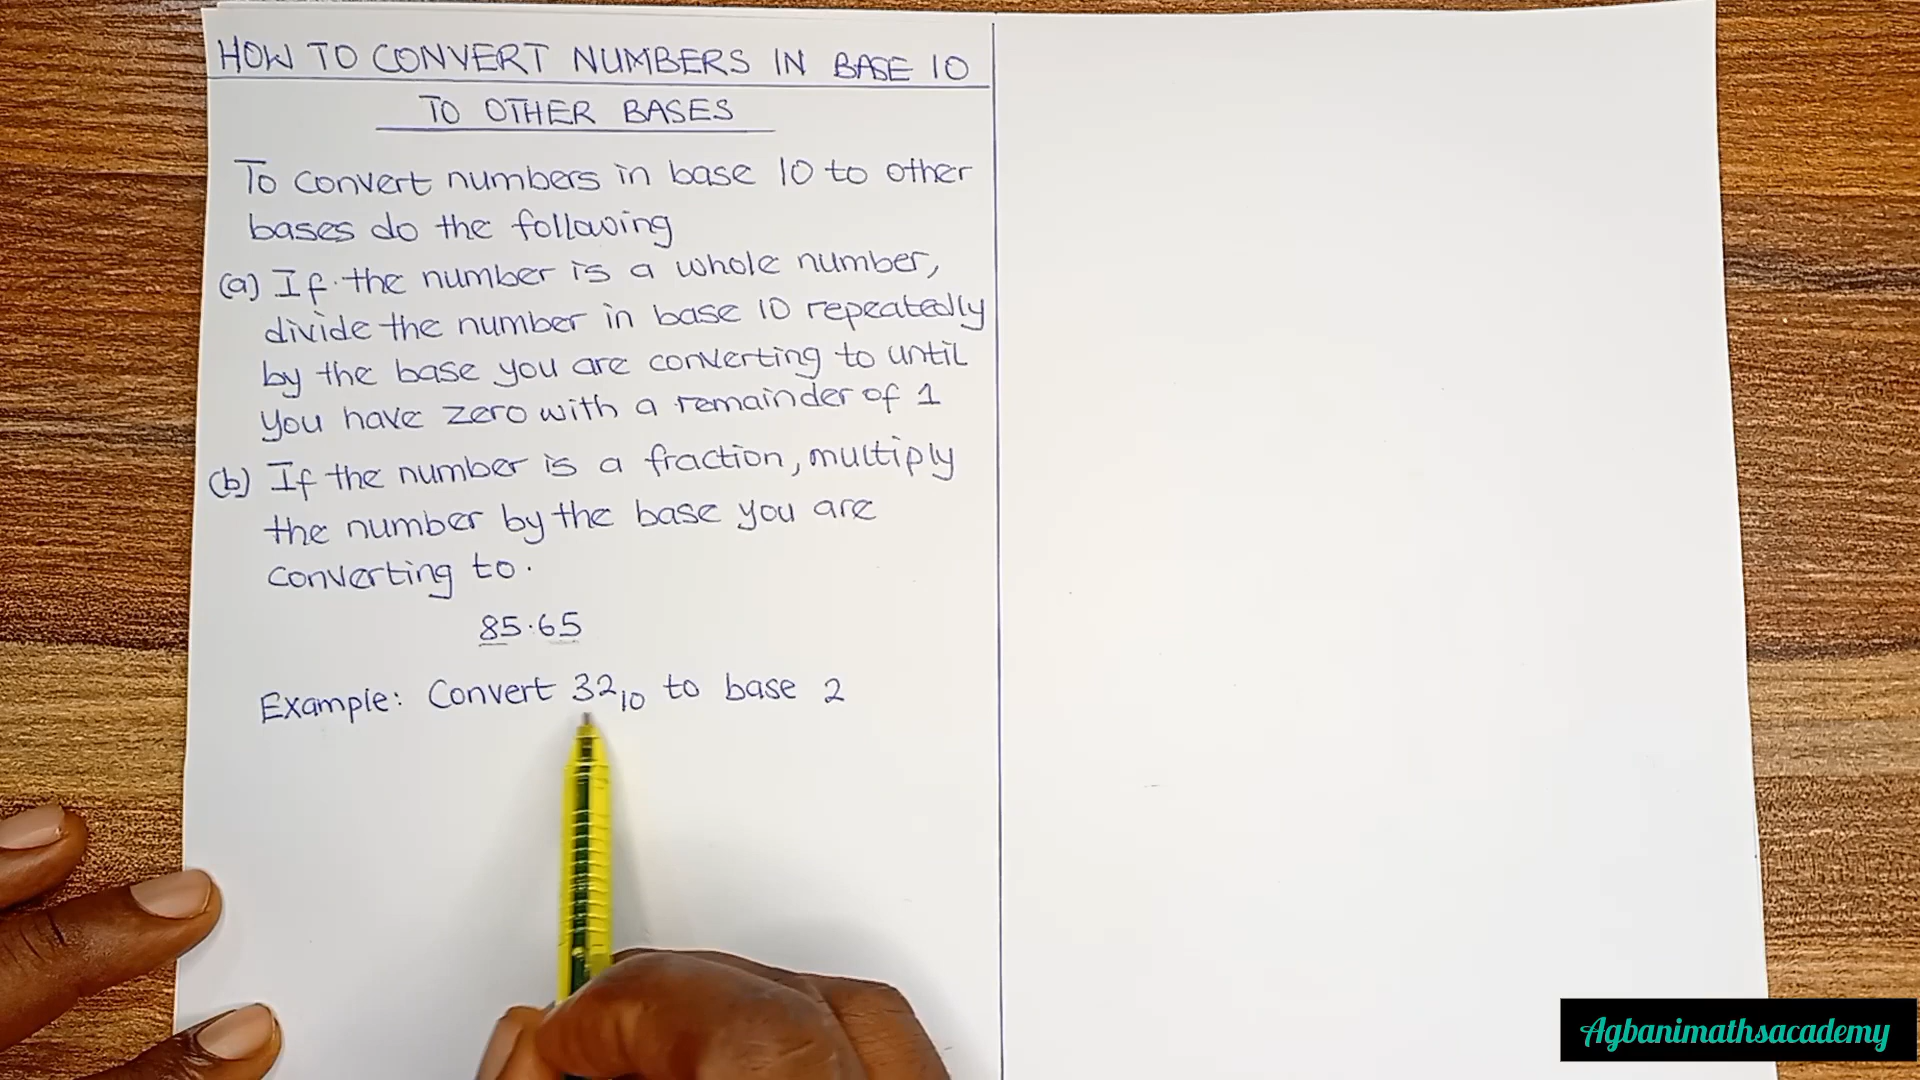 HOW TO CONVERT NUMBERS IN BASE 10
TO OTHER BASES
To convert numbers in base 10 to other
bases do the following
(a) If the number is a whole number,
divide the number in base 10 repeatedly
by the base you are converting to until
you have zero with a remainder of 1
(b) If the number is a fraction, multiply
the number by the base you are
converting to.
85.65
Example: Convert 32₁₀ to base 2
Agbanimathsacademy